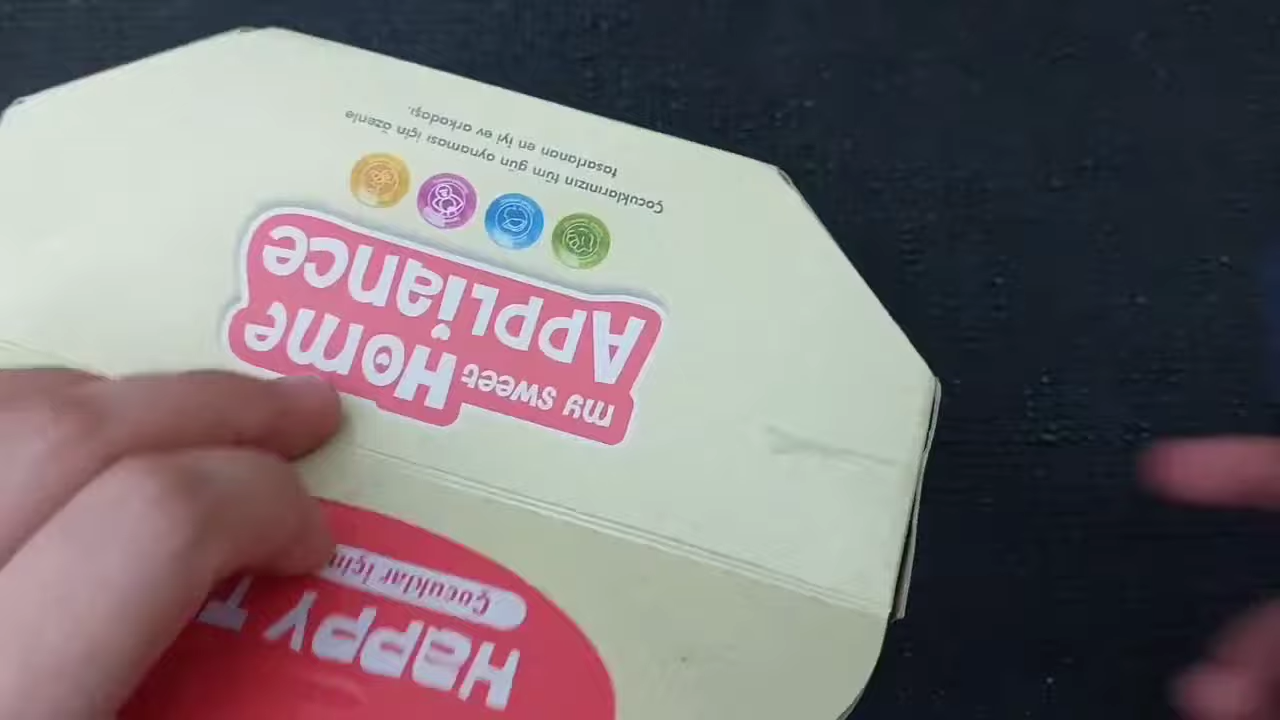 HAPPY
Çocuklar için
my sweet Home
APPLiance
Çocuklarınızın tüm gün oynaması için özenle
tasarlanan en iyi ev arkadaşı.